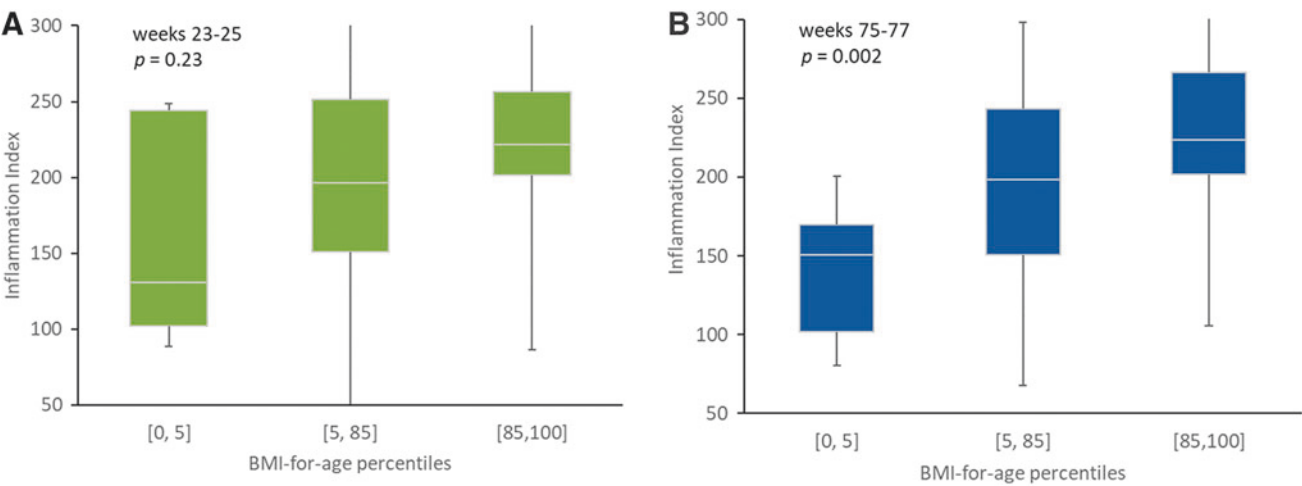 A
weeks 23-25
p = 0.23
Inflammation Index
300
250
200
150
100
50
[0, 5]
[5, 85]
[85,100]
BMI-for-age percentiles
B
weeks 75-77
p = 0.002
Inflammation Index
300
250
200
150
100
50
[0, 5]
[5, 85]
[85,100]
BMI-for-age percentiles